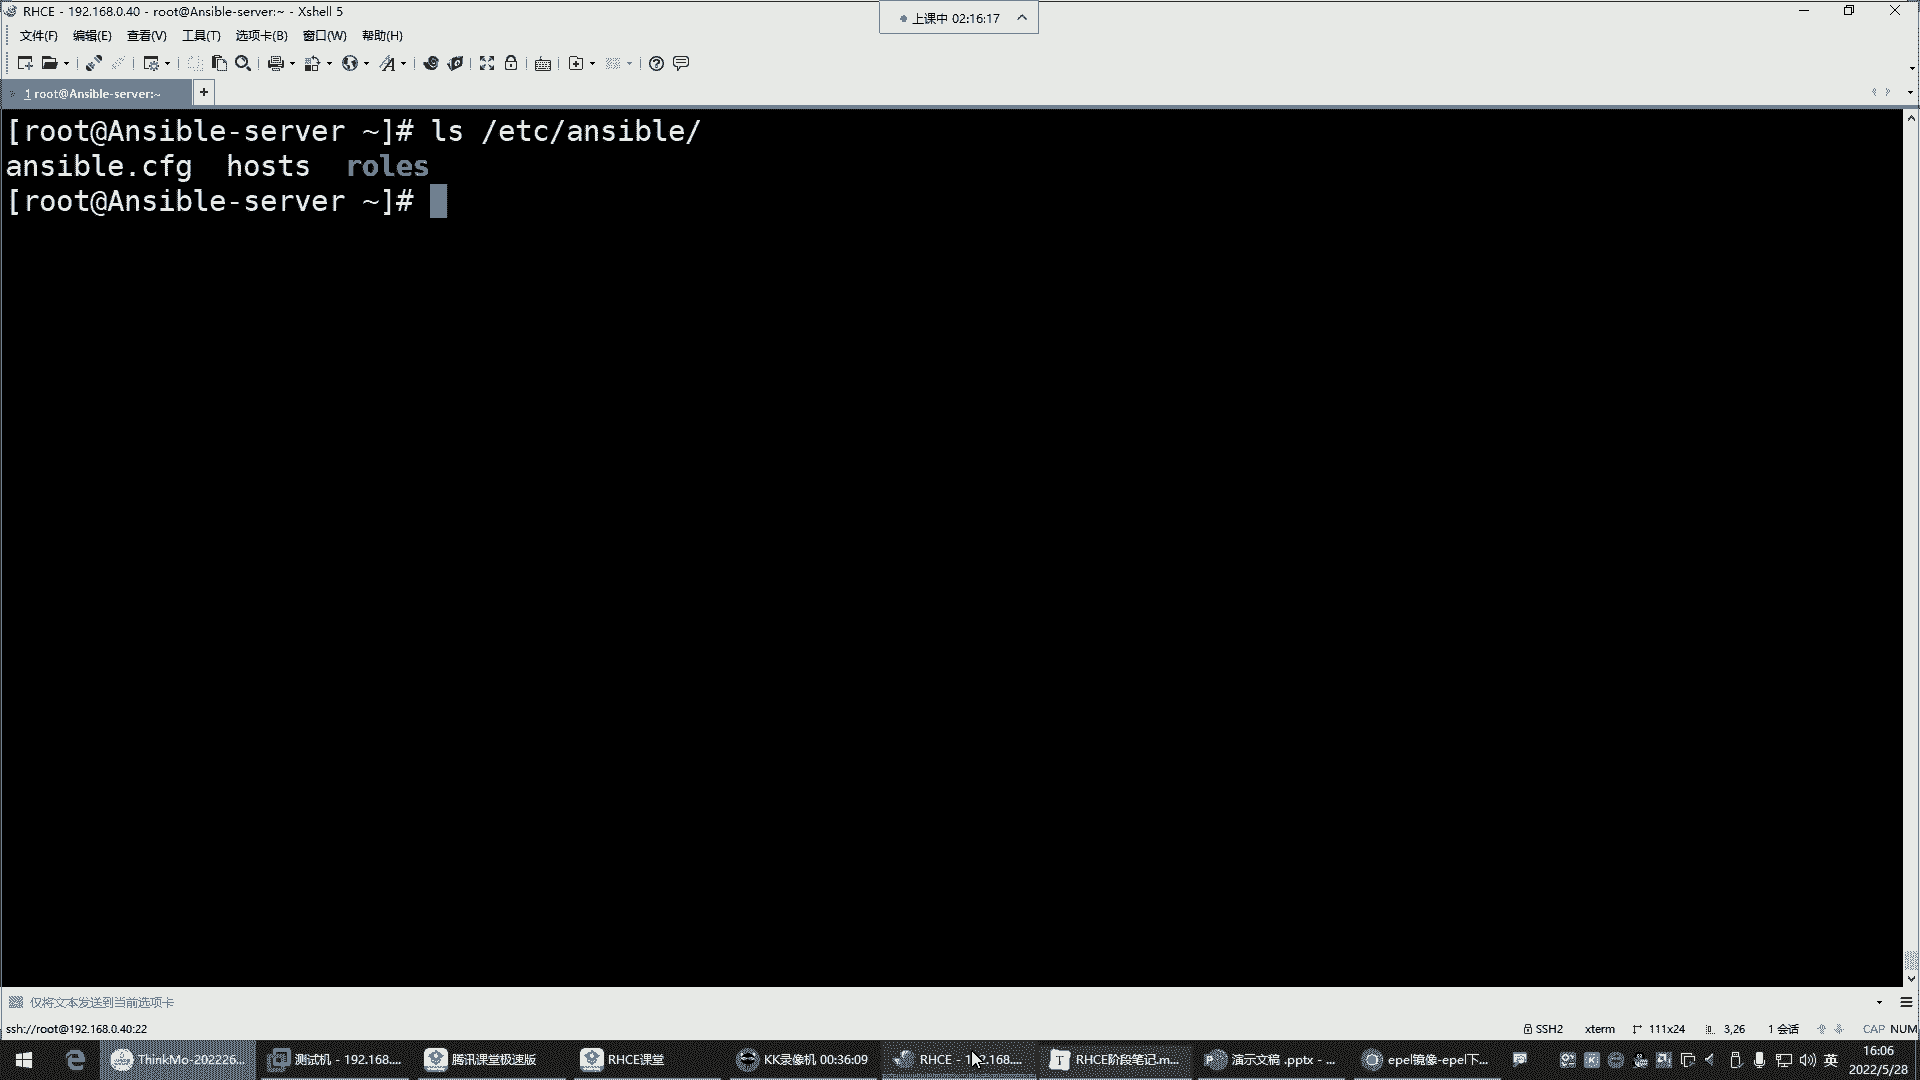 RHCE - 192.168.0.40 - root@Ansible-server:~ - Xshell 5
上课中 02:16:17
文件(F) 编辑(E) 查看(V) 工具(T) 选项卡(B) 窗口(W) 帮助(H)
1 root@Ansible-server:~
[root@Ansible-server ~]# ls /etc/ansible/
ansible.cfg hosts roles
[root@Ansible-server ~]#
仅将文本发送到当前选项卡
ssh://root@192.168.0.40:22 SSH2 xterm 111x24 3,26 1 会话 CAP NUM
ThinkMo-202226... 测试机 - 192.168.... 腾讯课堂极速版 RHCE课堂 KK录像机 00:36:09 RHCE - 192.168.... RHCE阶段笔记.m... 演示文稿 .pptx - ... epel镜像-epel下... 英 16:06
2022/5/28